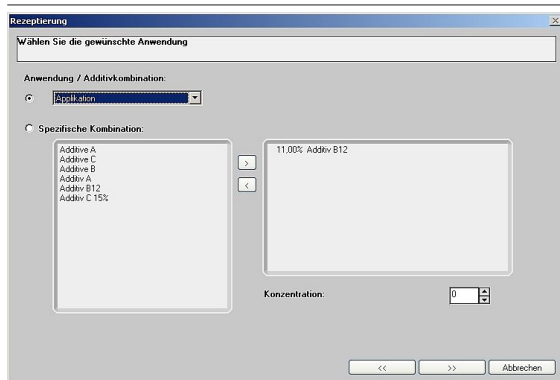 Rezeptierung
Wählen Sie die gewünschte Anwendung
Anwendung / Additivkombination:
Applikation
Spezifische Kombination:
Additive A
Additive C
Additive B
Additiv A
Additiv B12
Additiv C 15%
>
<
11,00% Additiv B12
Konzentration:
0
<<
>>
Abbrechen